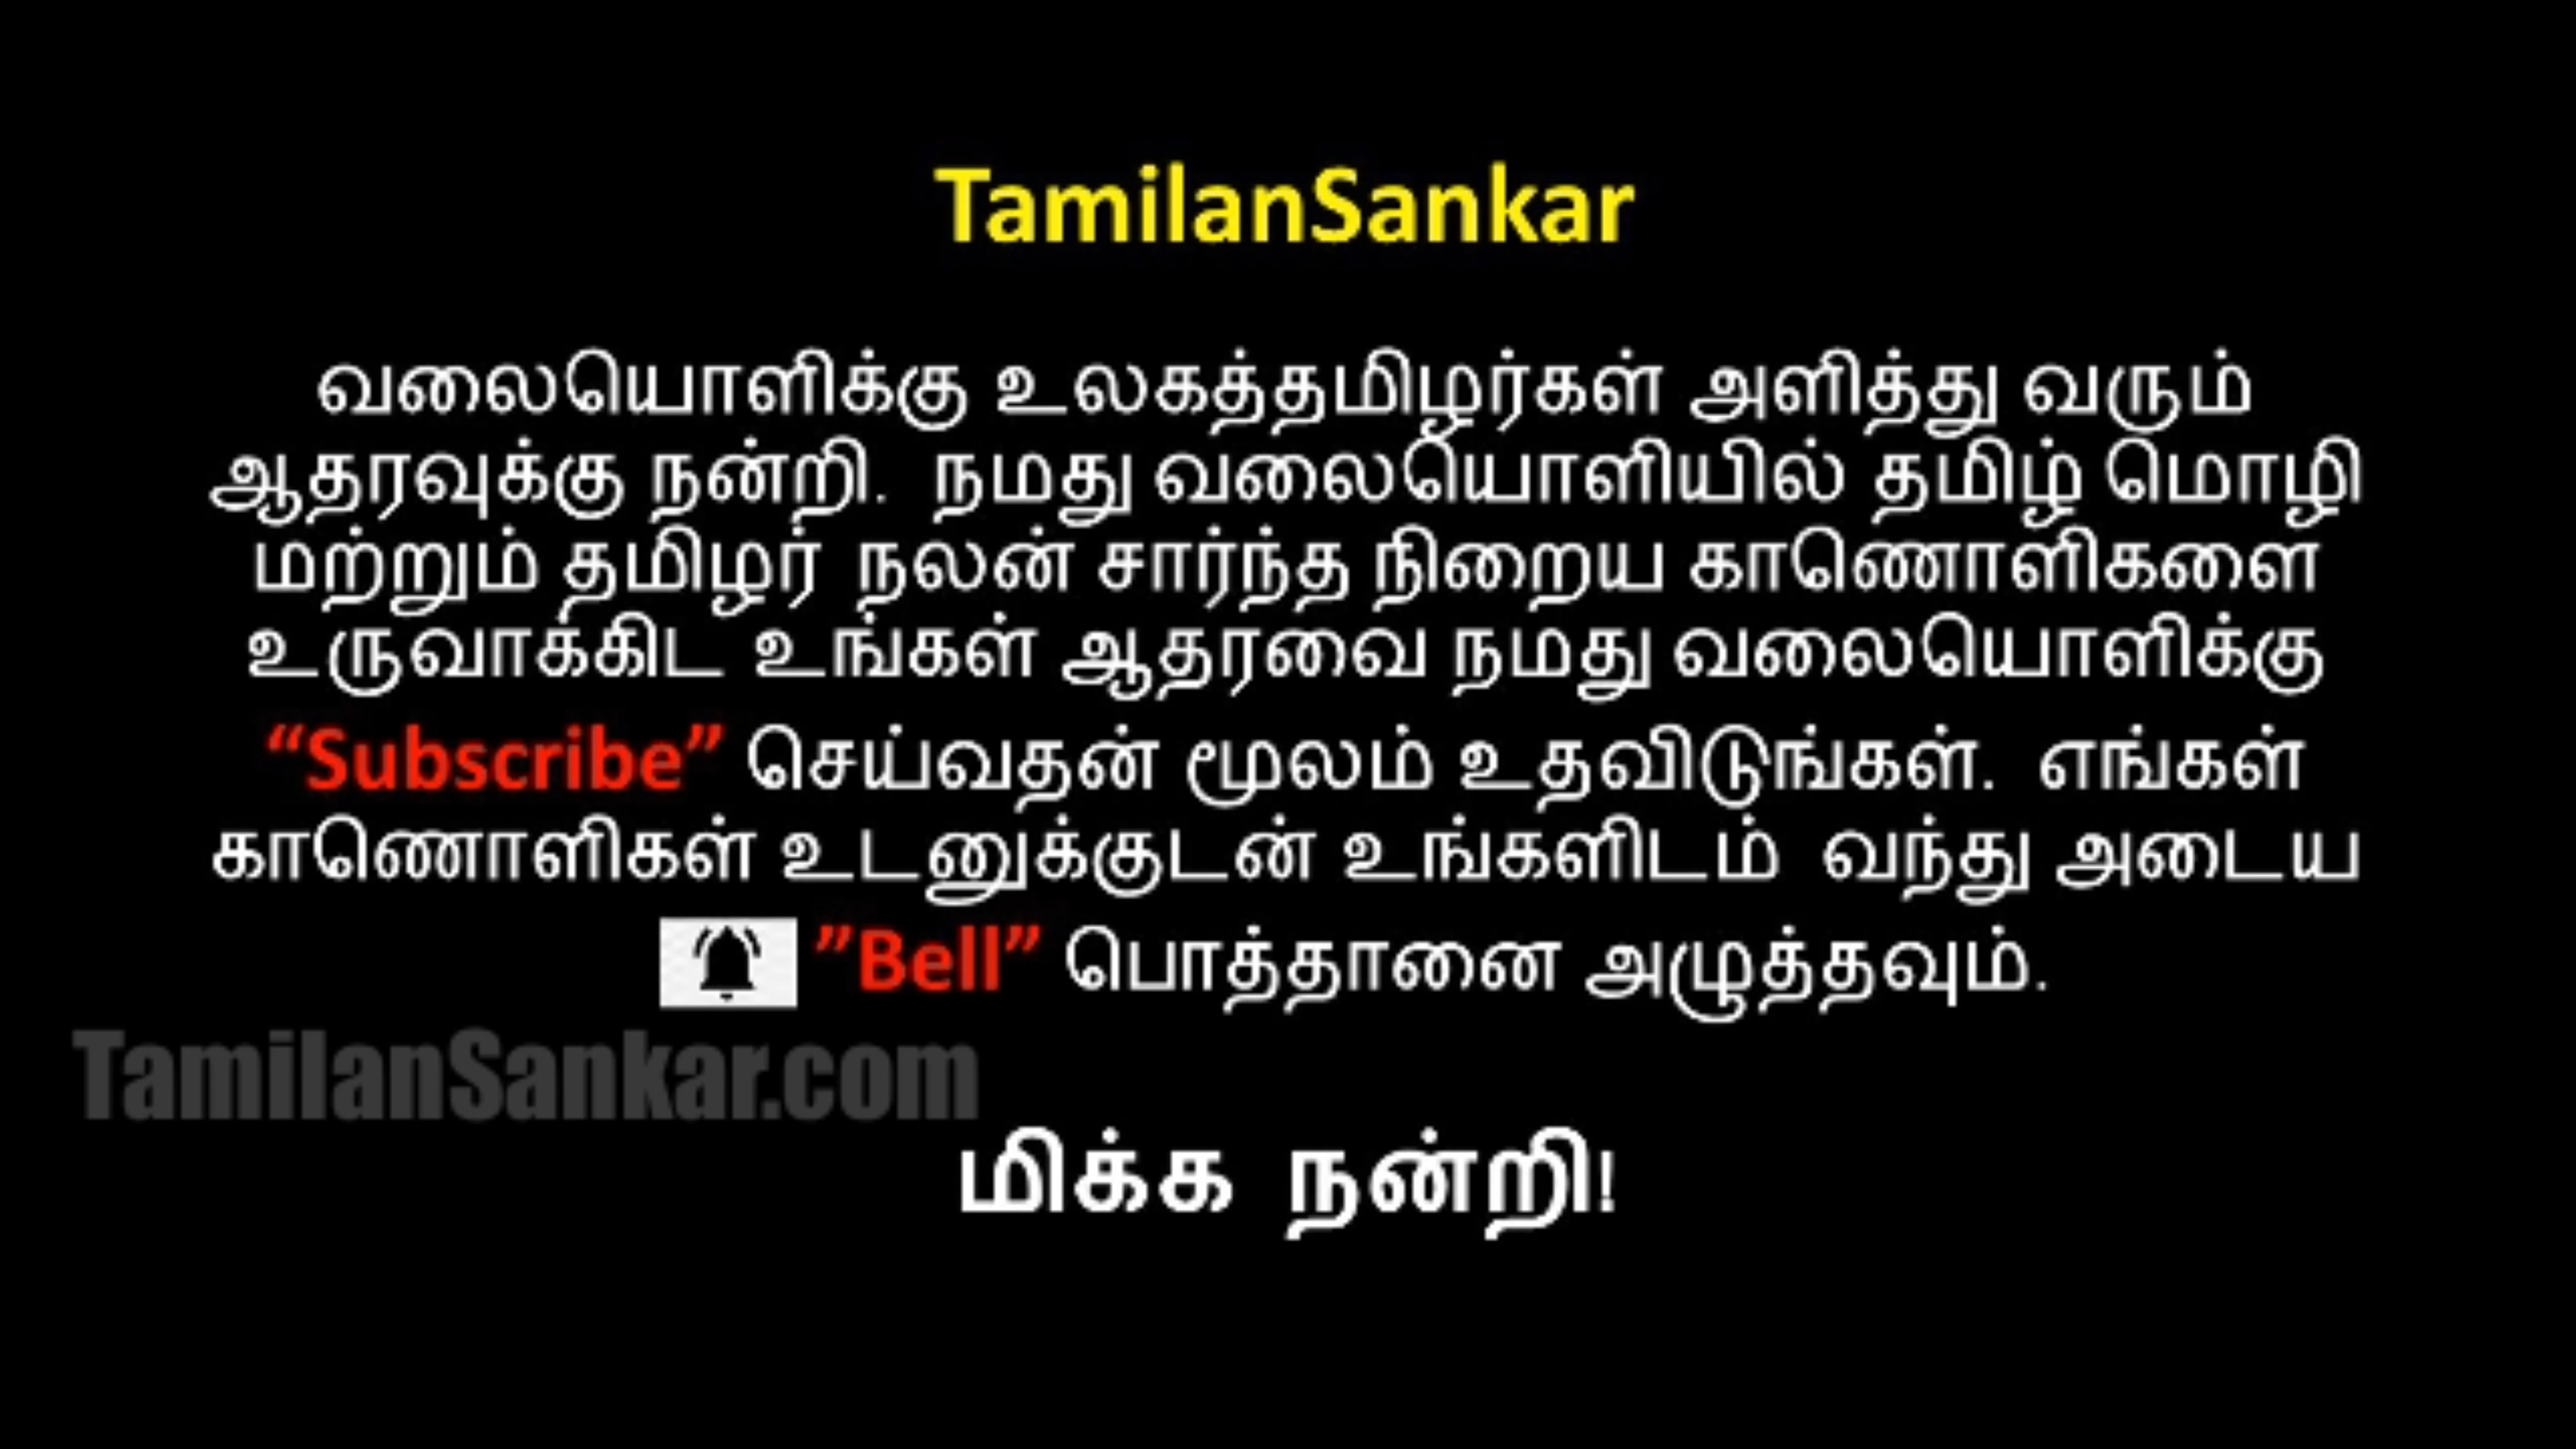 TamilanSankar
வலையொளிக்கு உலகத்தமிழர்கள் அளித்து வரும்
ஆதரவுக்கு நன்றி. நமது வலையொளியில் தமிழ் மொழி
மற்றும் தமிழர் நலன் சார்ந்த நிறைய காணொளிகளை
உருவாக்கிட உங்கள் ஆதரவை நமது வலையொளிக்கு
“Subscribe” செய்வதன் மூலம் உதவிடுங்கள். எங்கள்
காணொளிகள் உடனுக்குடன் உங்களிடம் வந்து அடைய
”Bell” பொத்தானை அழுத்தவும்.
TamilanSankar.com
மிக்க நன்றி!